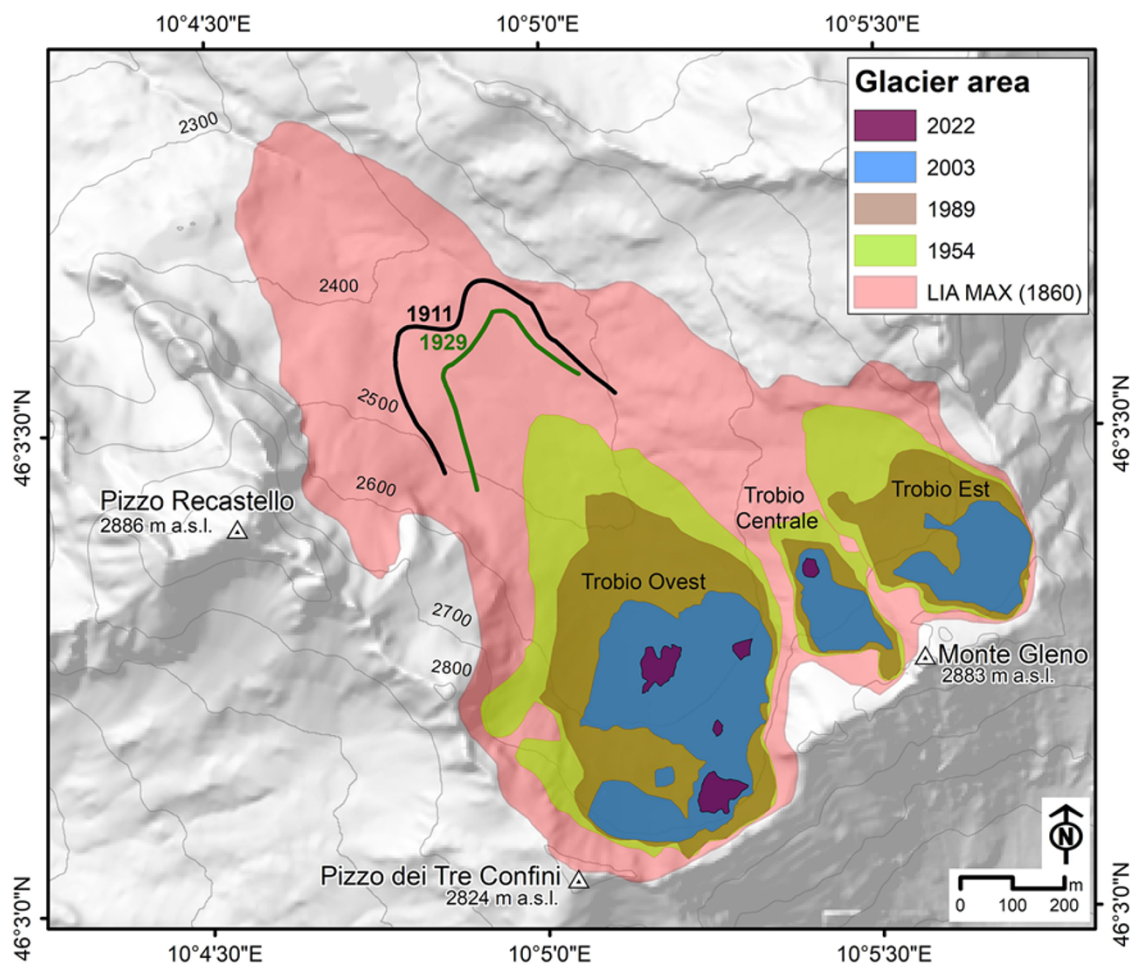 10°4'30"E
10°5'0"E
10°5'30"E
Glacier area
2022
2003
1989
1954
LIA MAX (1860)
2300
2400
1911
1929
2500
2600
46°3'30"N
46°3'30"N
Pizzo Recastello
2886 m a.s.l.
Trobio
Centrale
Trobio Est
Trobio Ovest
2700
2800
Monte Gleno
2883 m a.s.l.
Pizzo dei Tre Confini
2824 m a.s.l.
N
m
0 100 200
46°3'0"N
46°3'0"N
10°4'30"E
10°5'0"E
10°5'30"E